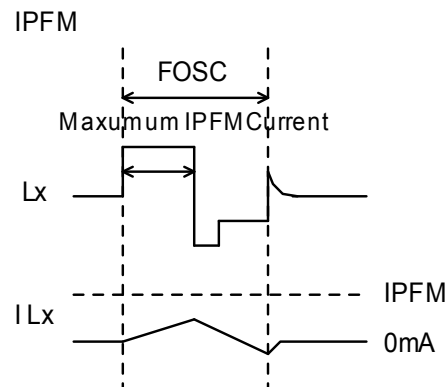 IPFM
FOSC
Maxumum IPFM Current
Lx
IPFM
I Lx
0mA